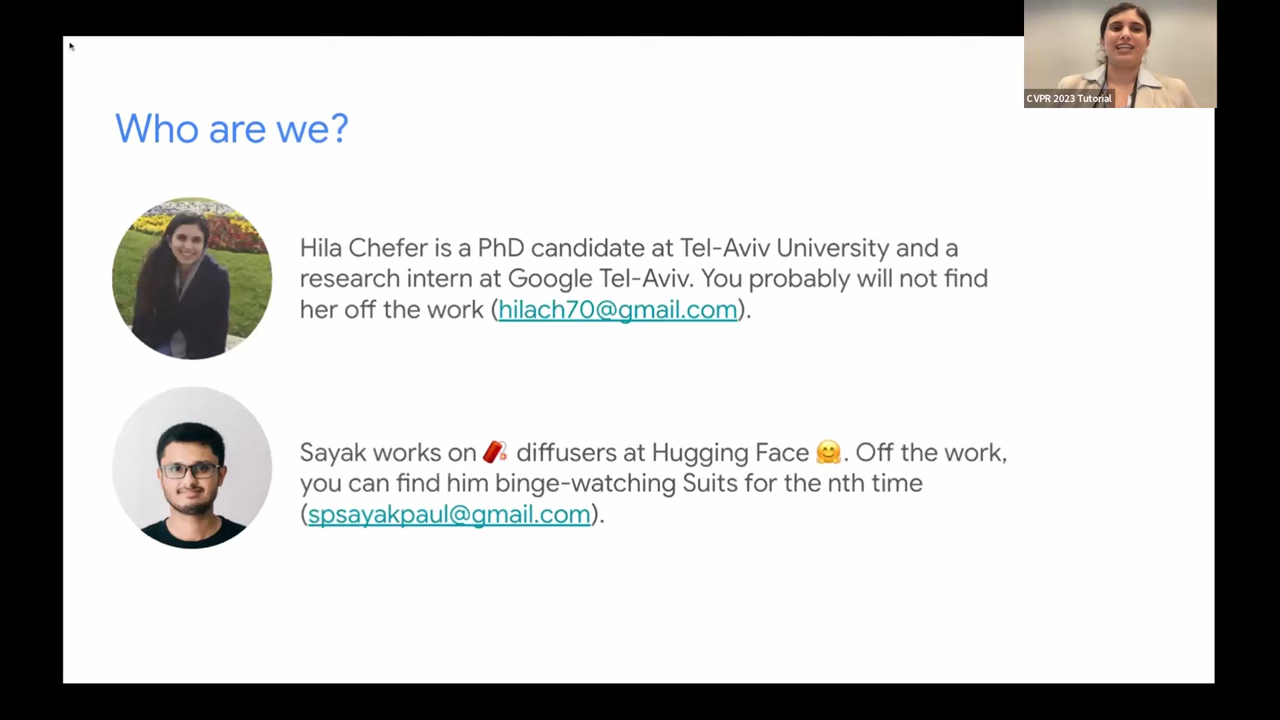 CVPR 2023 Tutorial
Who are we?
Hila Chefer is a PhD candidate at Tel-Aviv University and a
research intern at Google Tel-Aviv. You probably will not find
her off the work (hilach70@gmail.com).
Sayak works on 🧨 diffusers at Hugging Face 🤗. Off the work,
you can find him binge-watching Suits for the nth time
(spsayakpaul@gmail.com).